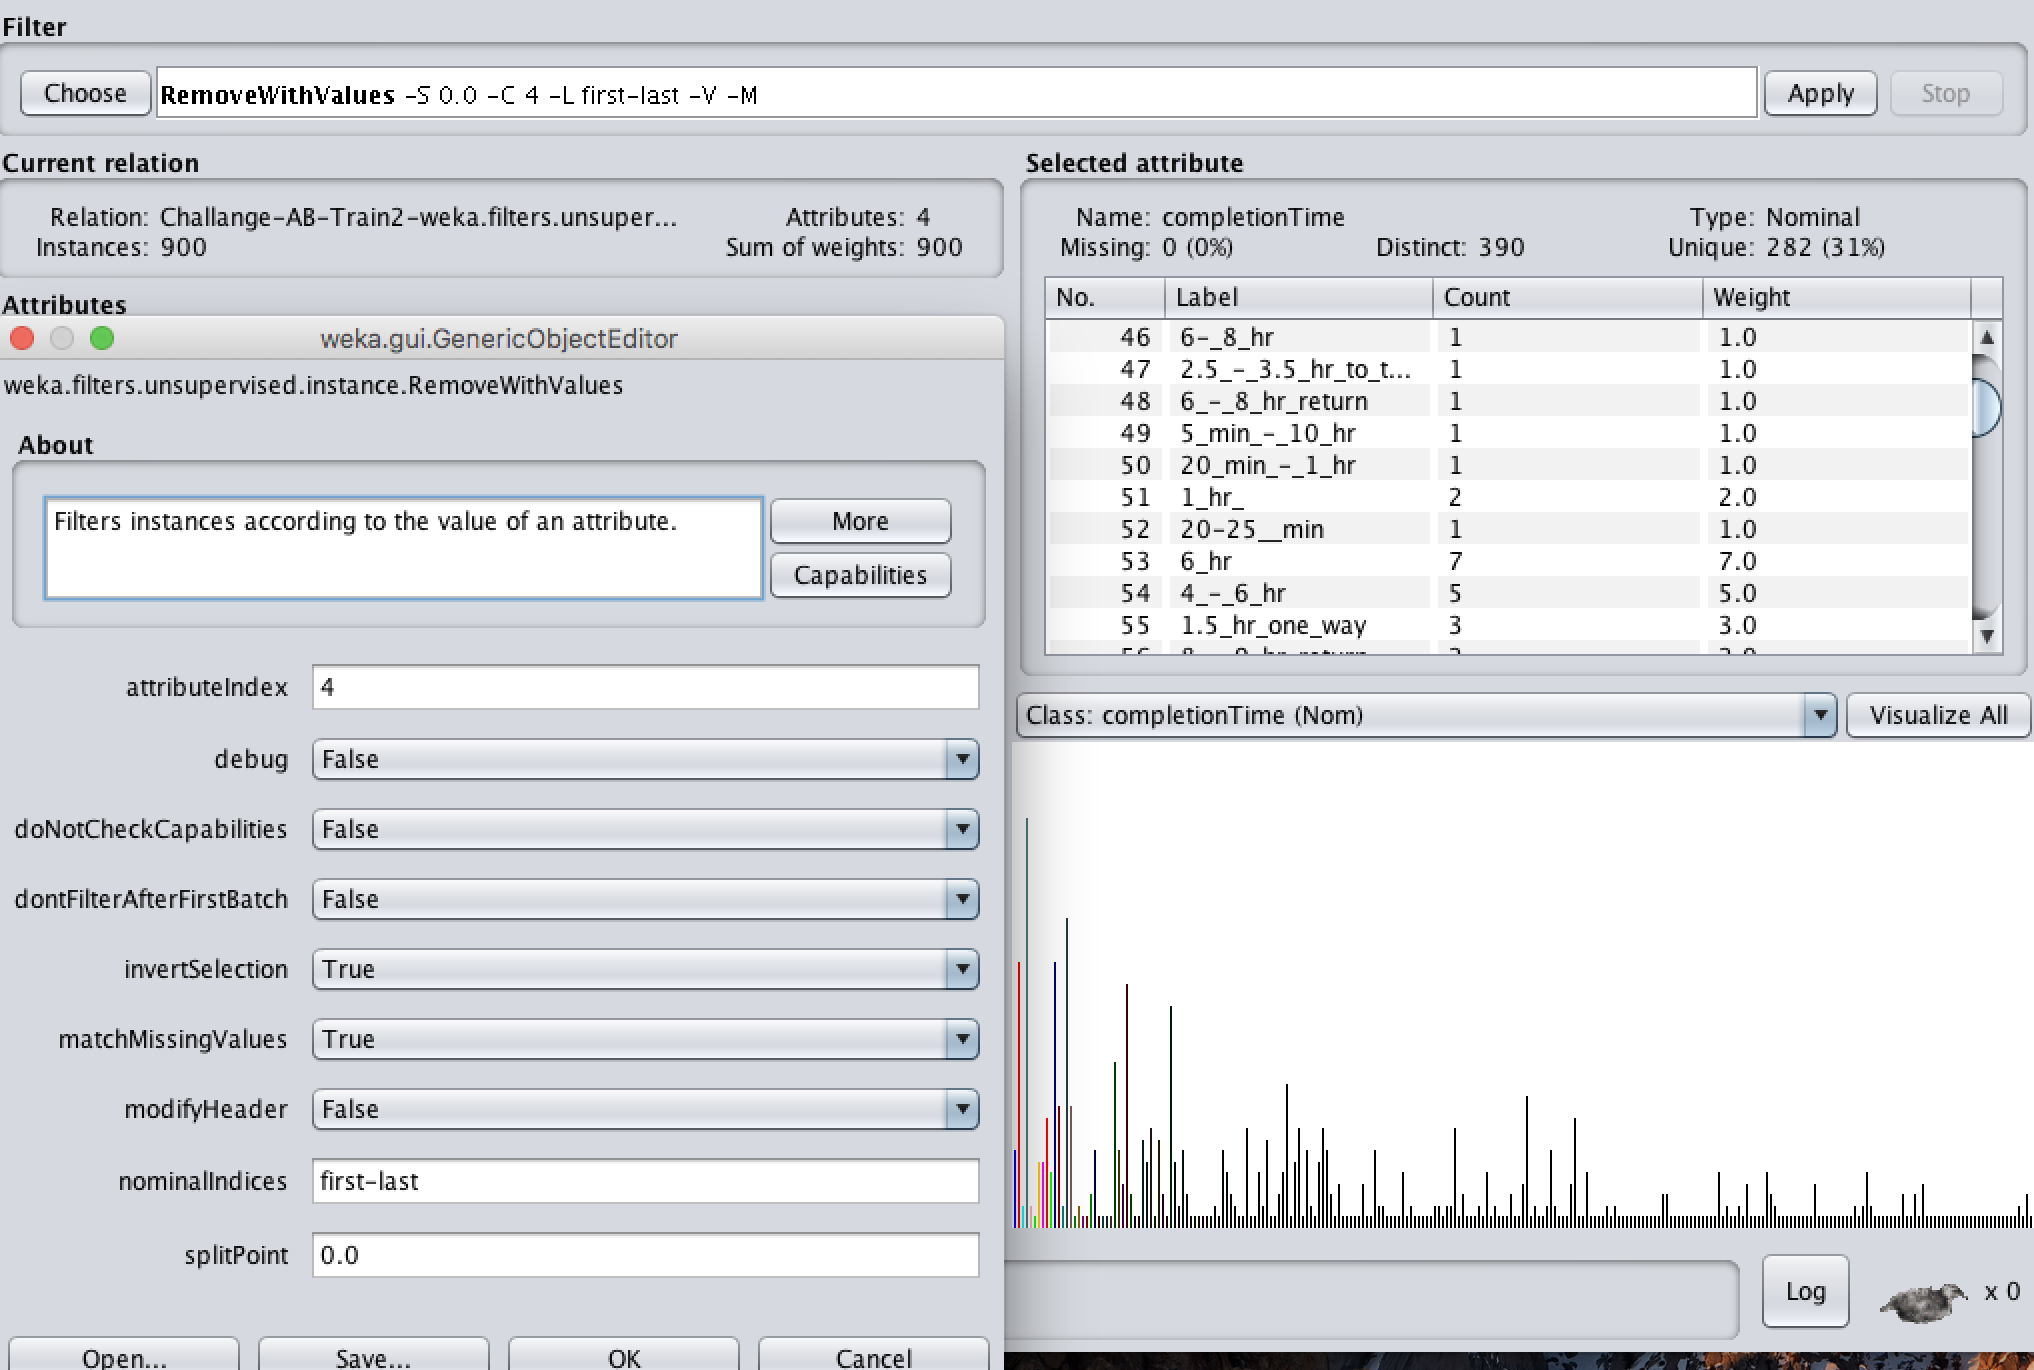 Filter
Choose RemoveWithValues -S 0.0 -C 4 -L first-last -V -M Apply Stop
Current relation
Relation: Challange-AB-Train2-weka.filters.unsuper... Attributes: 4
Instances: 900 Sum of weights: 900
Attributes
weka.gui.GenericObjectEditor
weka.filters.unsupervised.instance.RemoveWithValues
About
Filters instances according to the value of an attribute.
More
Capabilities
attributeIndex 4
debug False
doNotCheckCapabilities False
dontFilterAfterFirstBatch False
invertSelection True
matchMissingValues True
modifyHeader False
nominalIndices first-last
splitPoint 0.0
Open... Save... OK Cancel
Selected attribute
Name: completionTime Type: Nominal
Missing: 0 (0%) Distinct: 390 Unique: 282 (31%)
No. Label Count Weight
46 6-_8_hr 1 1.0
47 2.5_-_3.5_hr_to_t... 1 1.0
48 6_-_8_hr_return 1 1.0
49 5_min_-_10_hr 1 1.0
50 20_min_-_1_hr 1 1.0
51 1_hr_ 2 2.0
52 20-25__min 1 1.0
53 6_hr 7 7.0
54 4_-_6_hr 5 5.0
55 1.5_hr_one_way 3 3.0
Class: completionTime (Nom) Visualize All
Log x 0